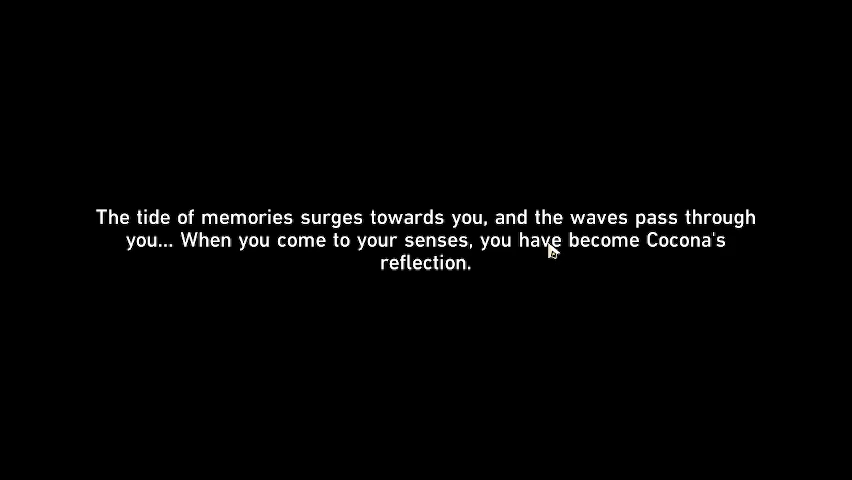 The tide of memories surges towards you, and the waves pass through
you... When you come to your senses, you have become Cocona's
reflection.